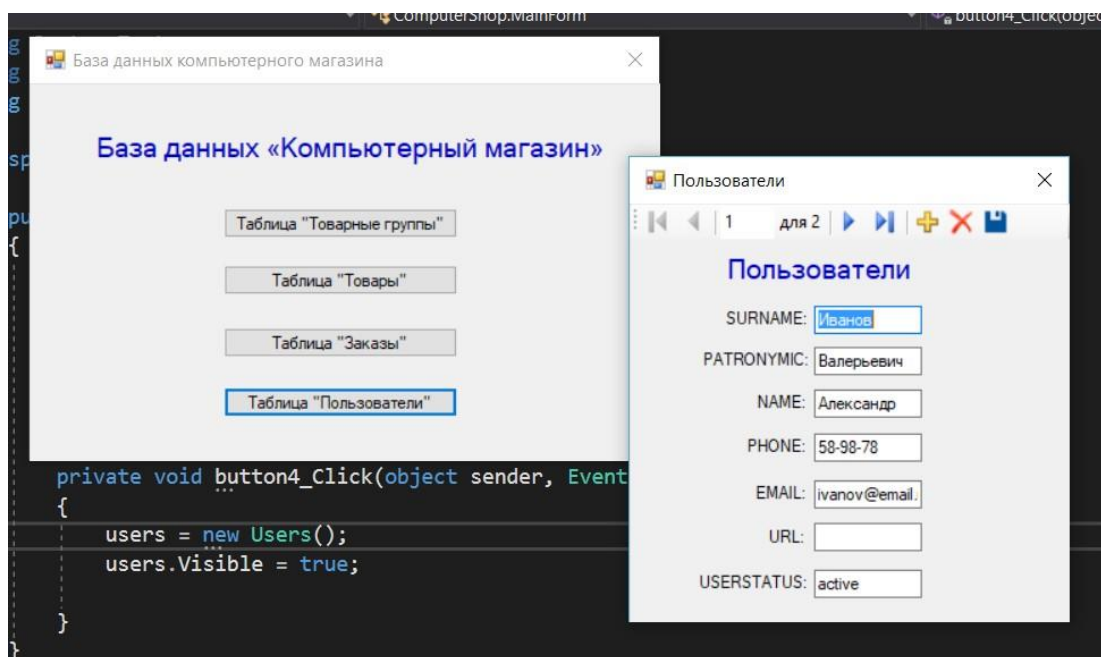 ComputerShop.MainForm
button4_Click(objec
База данных компьютерного магазина
База данных «Компьютерный магазин»
Таблица "Товарные группы"
Таблица "Товары"
Таблица "Заказы"
Таблица "Пользователи"
Пользователи
1 для 2
Пользователи
SURNAME: Иванов
PATRONYMIC: Валерьевич
NAME: Александр
PHONE: 58-98-78
EMAIL: ivanov@email.
URL:
USERSTATUS: active
g
g
g
sp
pu
{
private void button4_Click(object sender, Event
{
users = new Users();
users.Visible = true;
}
}